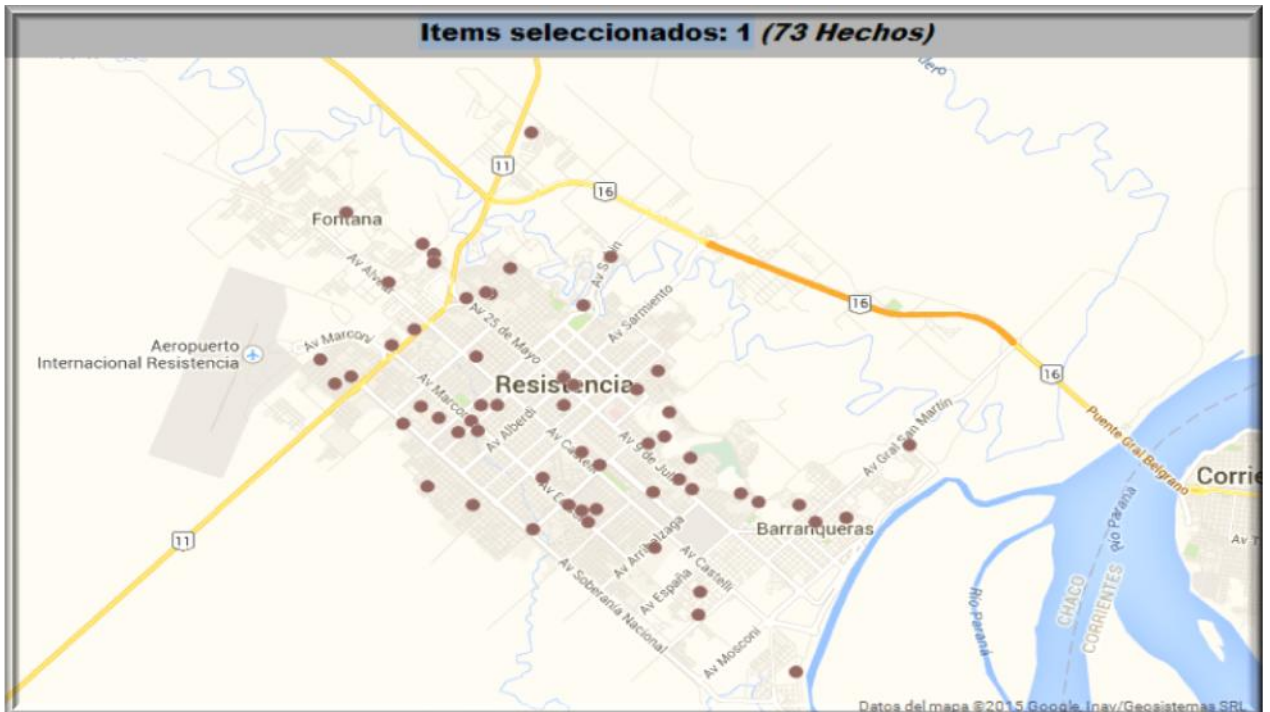 Items seleccionados: 1 (73 Hechos)
11
16
Fontana
Av Alvear
Av Sarmiento
Av 25 de Mayo
Av Marconi
Aeropuerto
Internacional Resistencia
16
16
Resistencia
Av Marconi
Av Alberdi
Av Castelli
Av 9 de Julio
Av Gral San Martín
Puente Gral Belgrano
Corrie
Av España
Barranqueras
Río Paraná
Av T
11
Av Arribalzaga
Av Castelli
Av España
Av Soberanía Nacional
Av Mosconi
Río Paraná
CHACO
CORRIENTES
Datos del mapa ©2015 Google, Inav/Geosistemas SRL